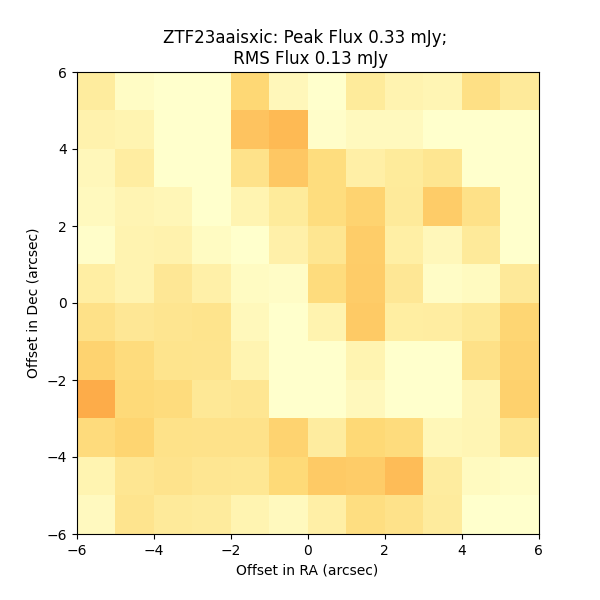 ZTF23aaisxic: Peak Flux 0.33 mJy;
RMS Flux 0.13 mJy
6
4
2
0
−2
−4
−6
Offset in Dec (arcsec)
−6 −4 −2 0 2 4 6
Offset in RA (arcsec)